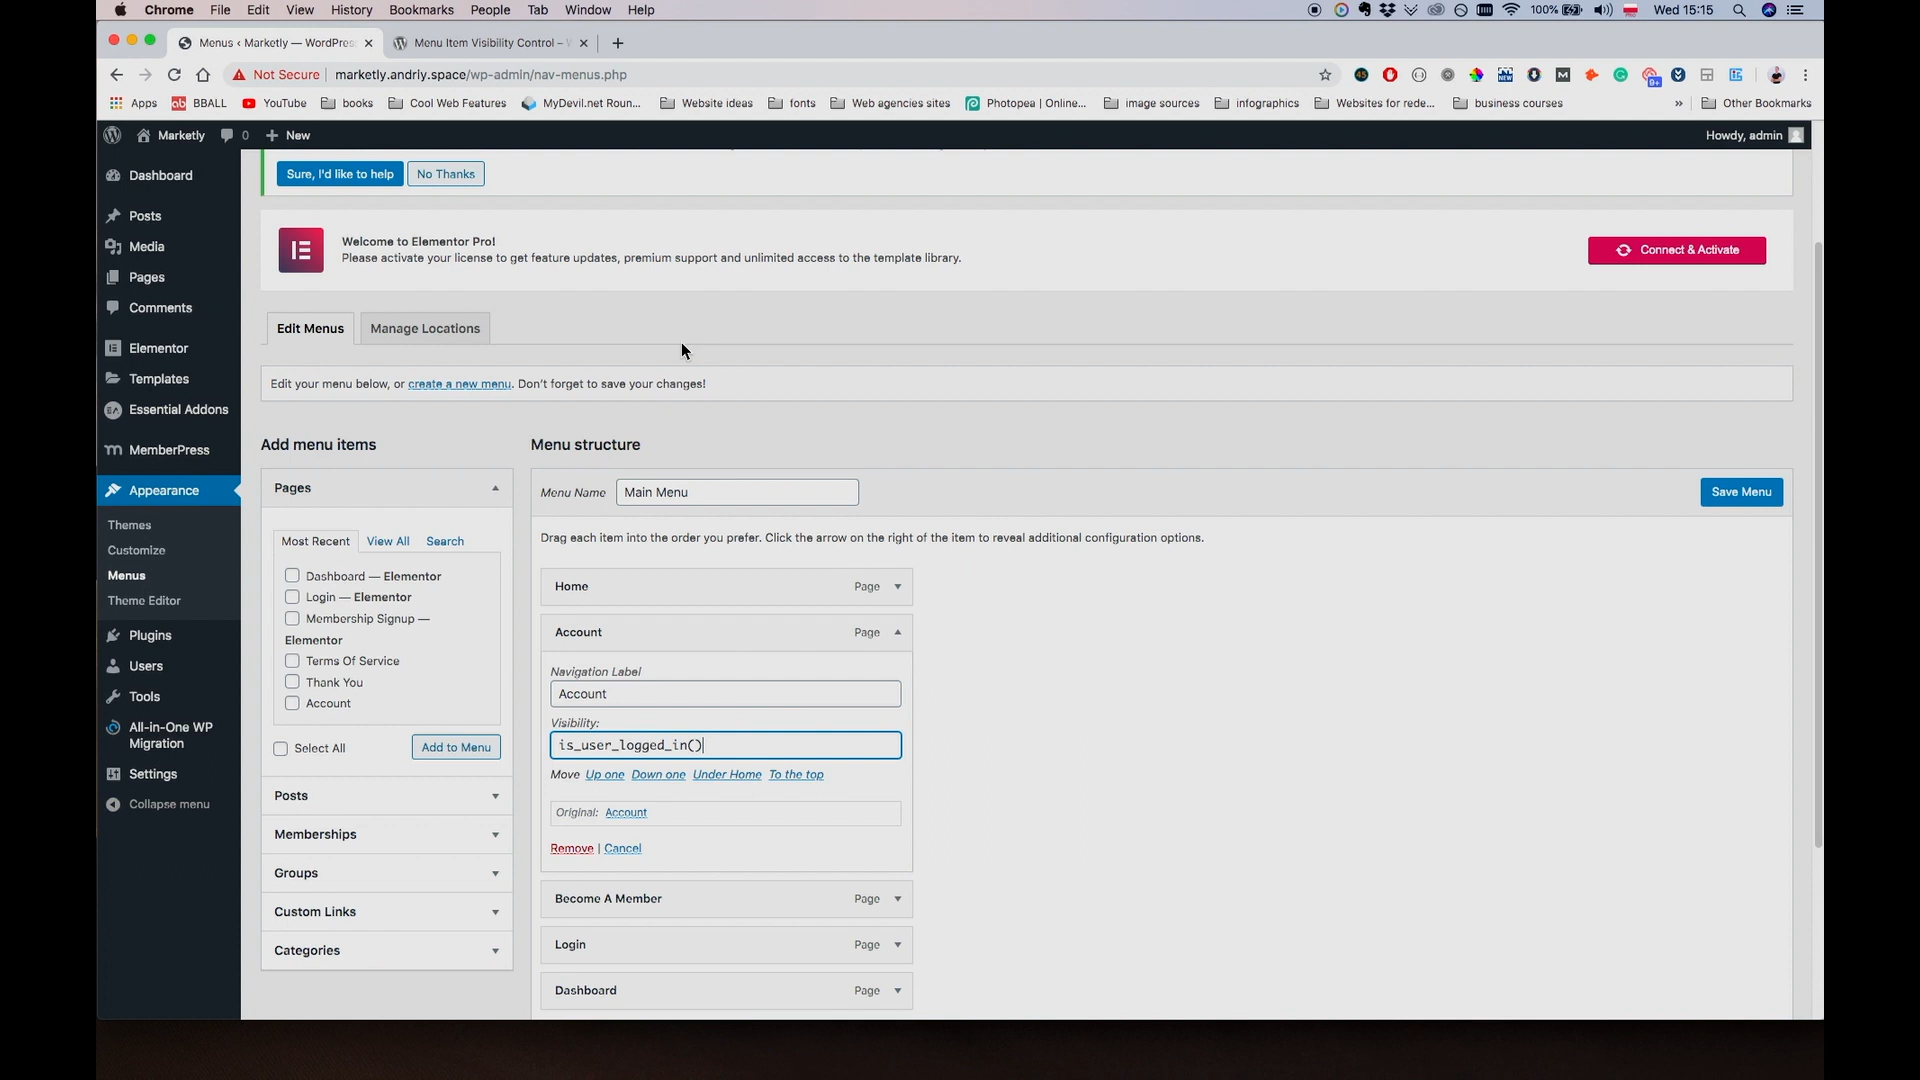 Chrome File Edit View History Bookmarks People Tab Window Help
100% Wed 15:15
Menus ‹ Marketly — WordPres
Menu Item Visibility Control –
Not Secure marketly.andrly.space/wp-admin/nav-menus.php
Apps BBALL YouTube books Cool Web Features MyDevil.net Roun... Website ideas fonts Web agencies sites Photopea | Online... image sources infographics Websites for rede... business courses » Other Bookmarks
Marketly 0 New Howdy, admin
Dashboard
Posts
Media
Pages
Comments
Elementor
Templates
Essential Addons
MemberPress
Appearance
Themes
Customize
Menus
Theme Editor
Plugins
Users
Tools
All-in-One WP
Migration
Settings
Collapse menu
Sure, I'd like to help No Thanks
Welcome to Elementor Pro!
Please activate your license to get feature updates, premium support and unlimited access to the template library.
Connect & Activate
Edit Menus Manage Locations
Edit your menu below, or create a new menu. Don't forget to save your changes!
Add menu items
Pages
Most Recent View All Search
Dashboard — Elementor
Login — Elementor
Membership Signup —
Elementor
Terms Of Service
Thank You
Account
Select All Add to Menu
Posts
Memberships
Groups
Custom Links
Categories
Menu structure
Menu Name Main Menu Save Menu
Drag each item into the order you prefer. Click the arrow on the right of the item to reveal additional configuration options.
Home Page
Account Page
Navigation Label
Account
Visibility:
is_user_logged_in()
Move Up one Down one Under Home To the top
Original: Account
Remove | Cancel
Become A Member Page
Login Page
Dashboard Page